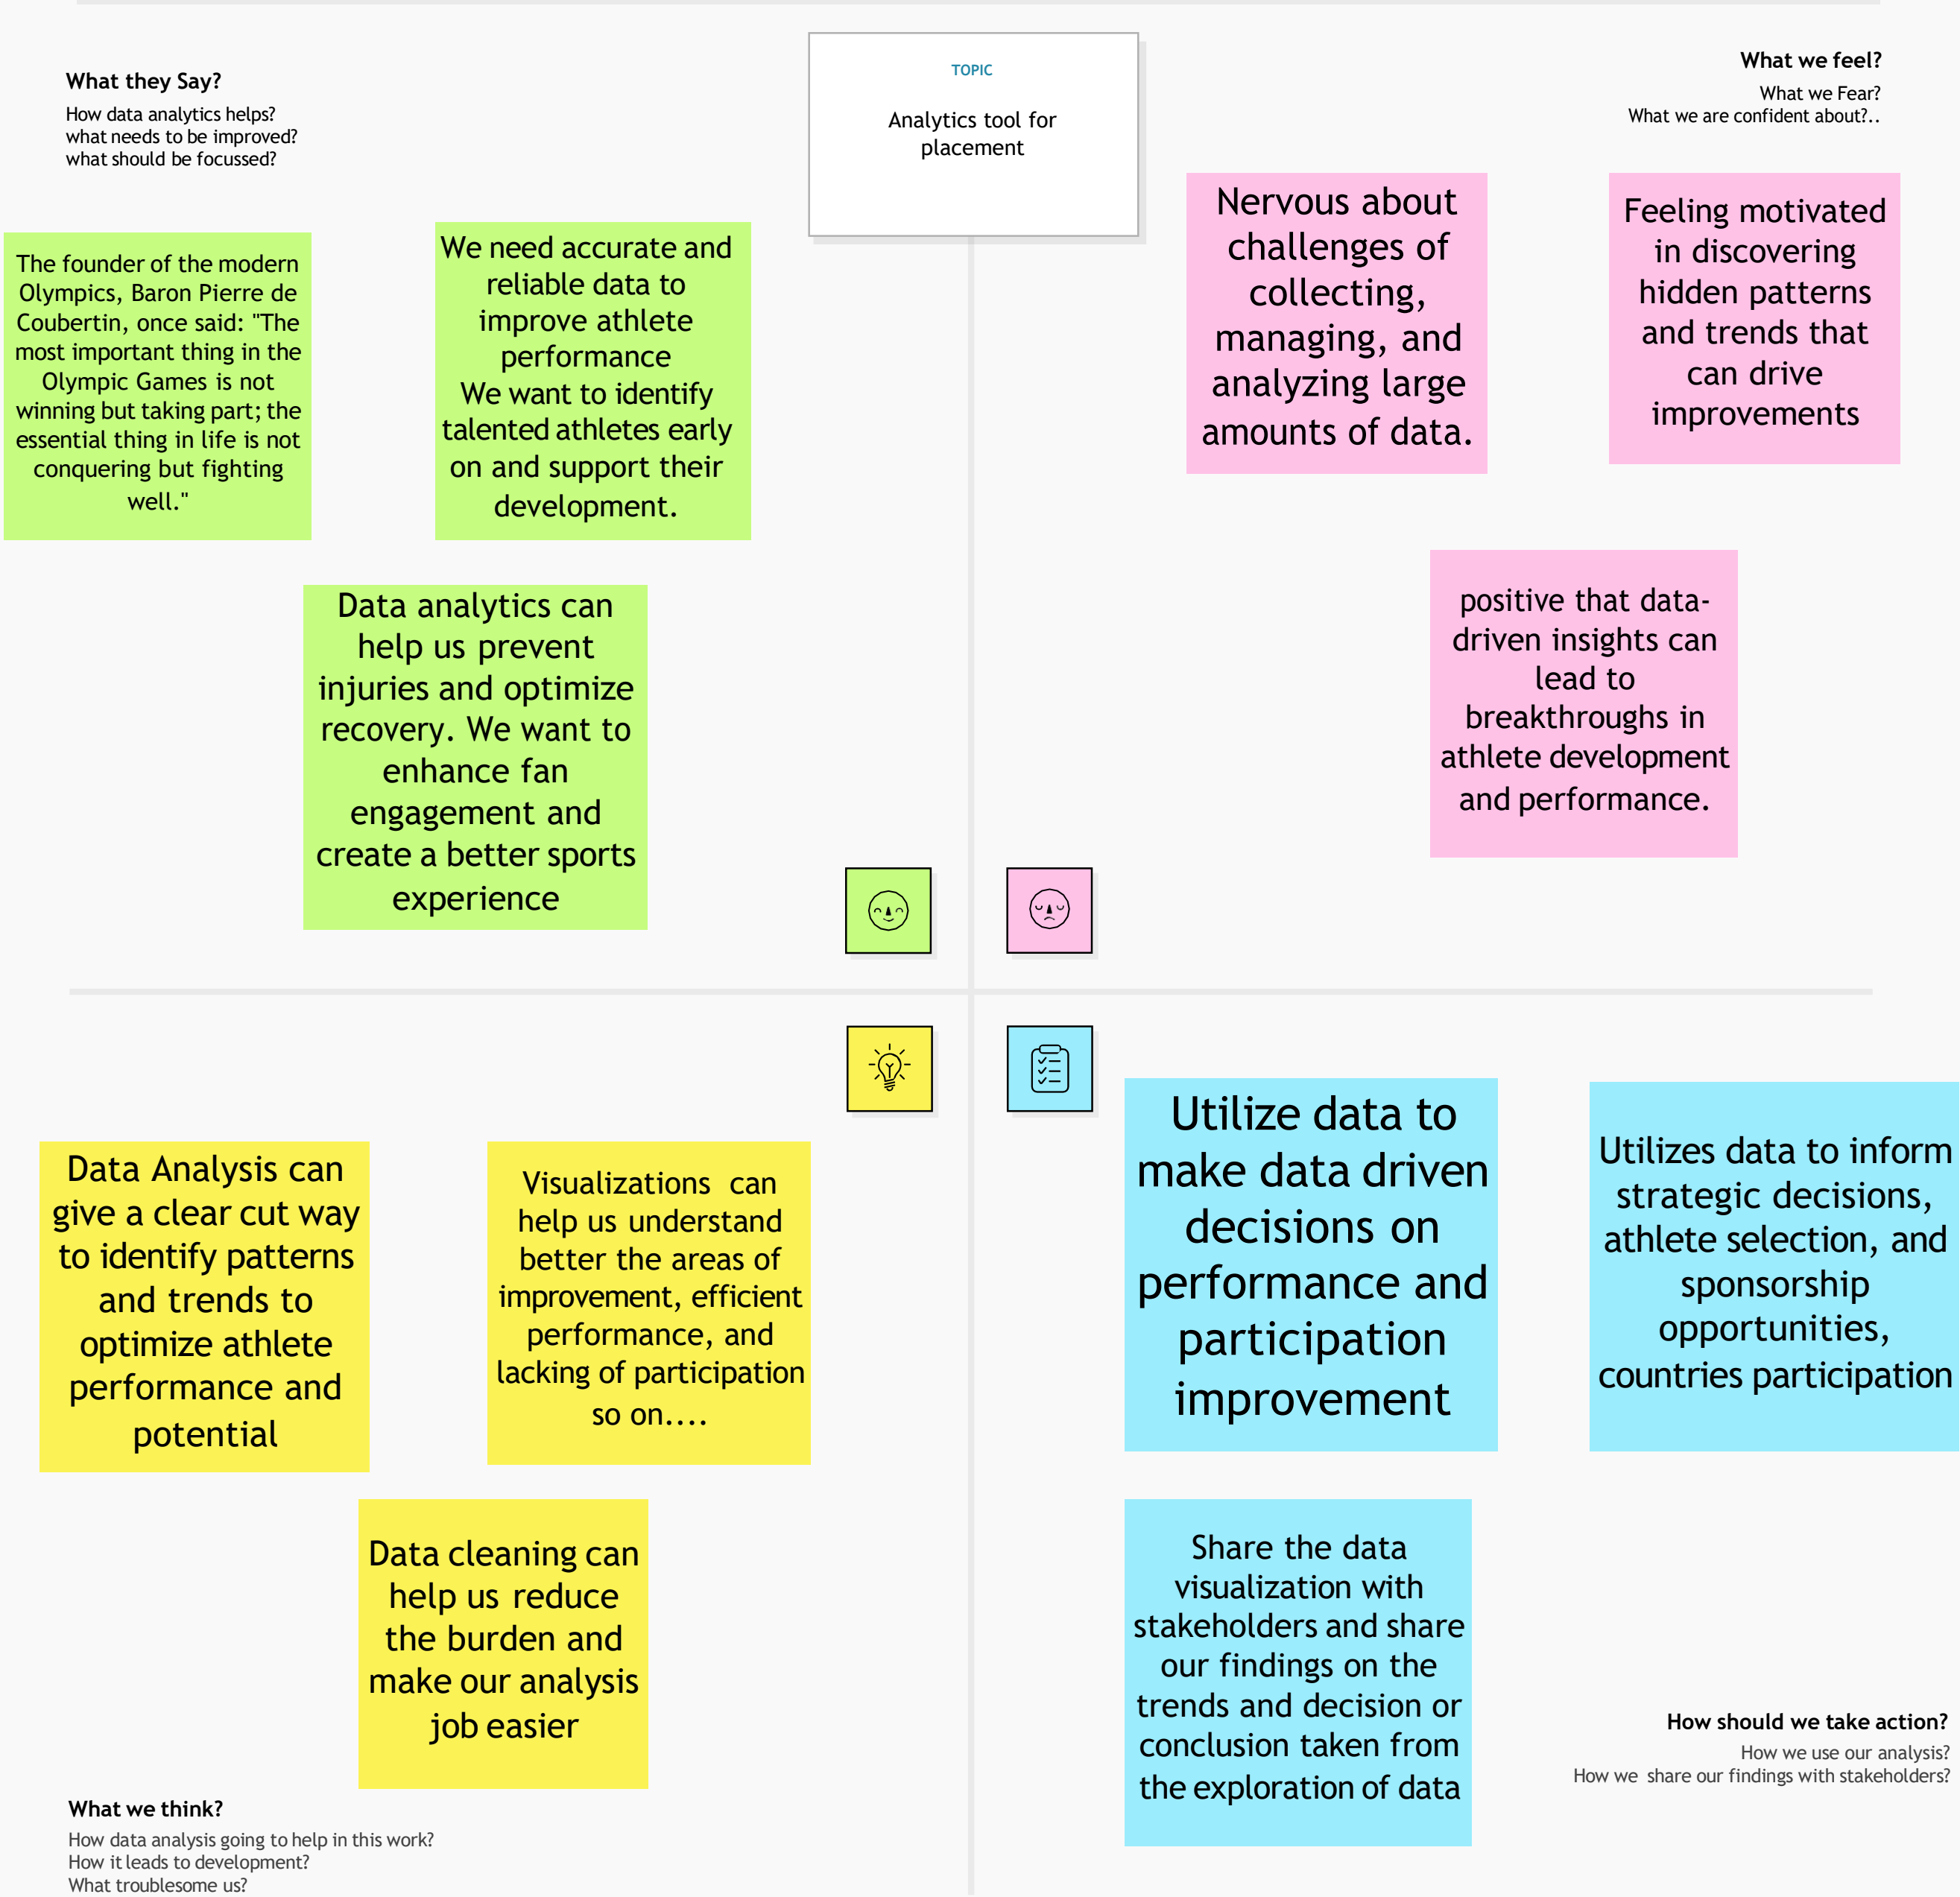 TOPIC
Analytics tool for
placement
What they Say?
How data analytics helps?
what needs to be improved?
what should be focussed?
The founder of the modern
Olympics, Baron Pierre de
Coubertin, once said: "The
most important thing in the
Olympic Games is not
winning but taking part; the
essential thing in life is not
conquering but fighting
well."
We need accurate and
reliable data to
improve athlete
performance
We want to identify
talented athletes early
on and support their
development.
Data analytics can
help us prevent
injuries and optimize
recovery. We want to
enhance fan
engagement and
create a better sports
experience
What we feel?
What we Fear?
What we are confident about?..
Nervous about
challenges of
collecting,
managing, and
analyzing large
amounts of data.
Feeling motivated
in discovering
hidden patterns
and trends that
can drive
improvements
positive that data-
driven insights can
lead to
breakthroughs in
athlete development
and performance.
Data Analysis can
give a clear cut way
to identify patterns
and trends to
optimize athlete
performance and
potential
Visualizations  can
help us understand
better the areas of
improvement, efficient
performance, and
lacking of participation
so on....
Data cleaning can
help us reduce
the burden and
make our analysis
job easier
What we think?
How data analysis going to help in this work?
How it leads to development?
What troublesome us?
Utilize data to
make data driven
decisions on
performance and
participation
improvement
Utilizes data to inform
strategic decisions,
athlete selection, and
sponsorship
opportunities,
countries participation
Share the data
visualization with
stakeholders and share
our findings on the
trends and decision or
conclusion taken from
the exploration of data
How should we take action?
How we use our analysis?
How we  share our findings with stakeholders?